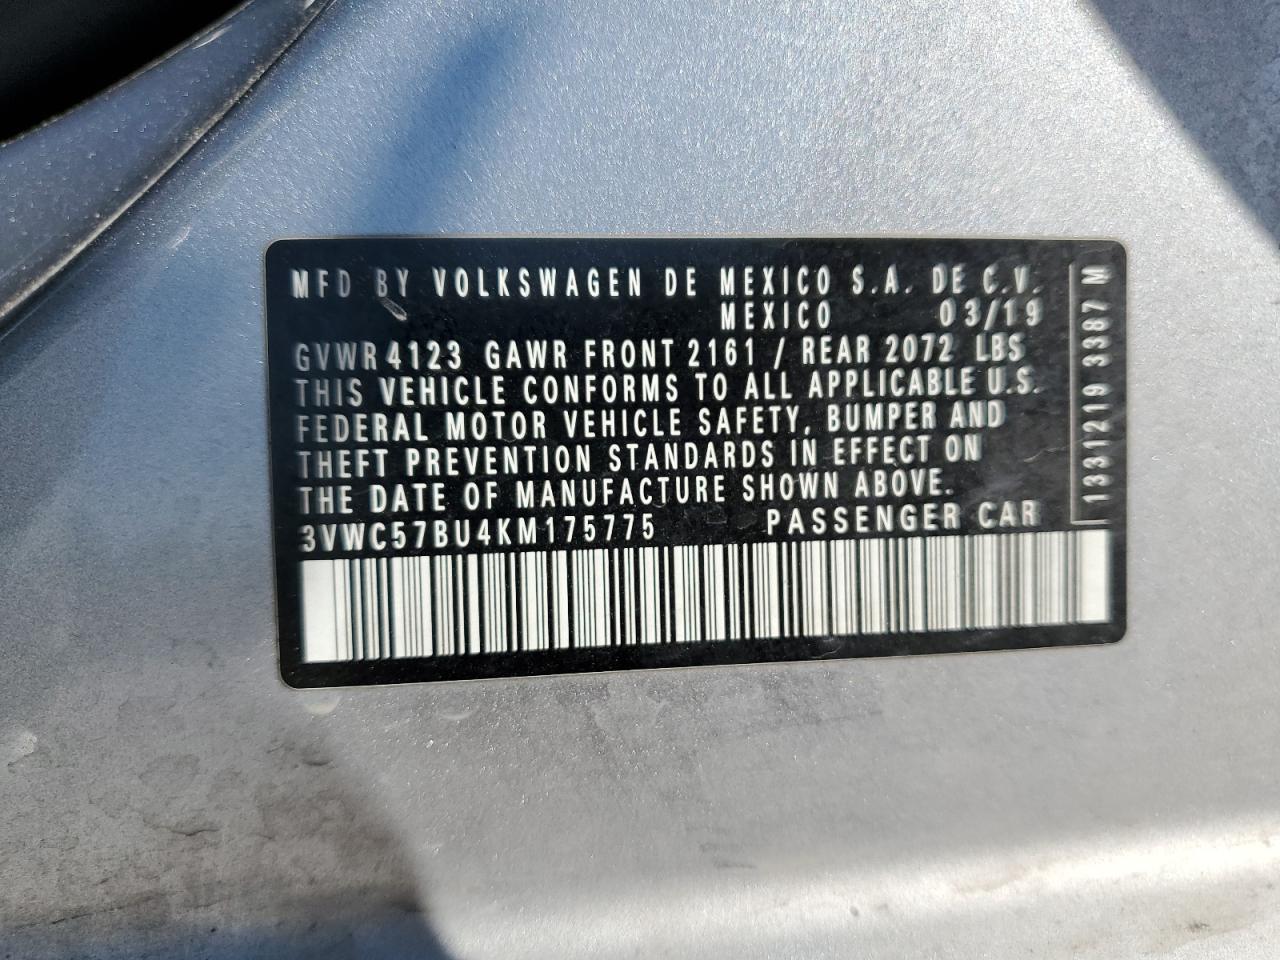 MFD BY VOLKSWAGEN DE MEXICO S.A. DE C.V.
MEXICO 03/19
GVWR 4123 GAWR FRONT 2161 / REAR 2072 LBS
THIS VEHICLE CONFORMS TO ALL APPLICABLE U.S.
FEDERAL MOTOR VEHICLE SAFETY, BUMPER AND
THEFT PREVENTION STANDARDS IN EFFECT ON
THE DATE OF MANUFACTURE SHOWN ABOVE.
3VWC57BU4KM175775 PASSENGER CAR
1331219 3387 M